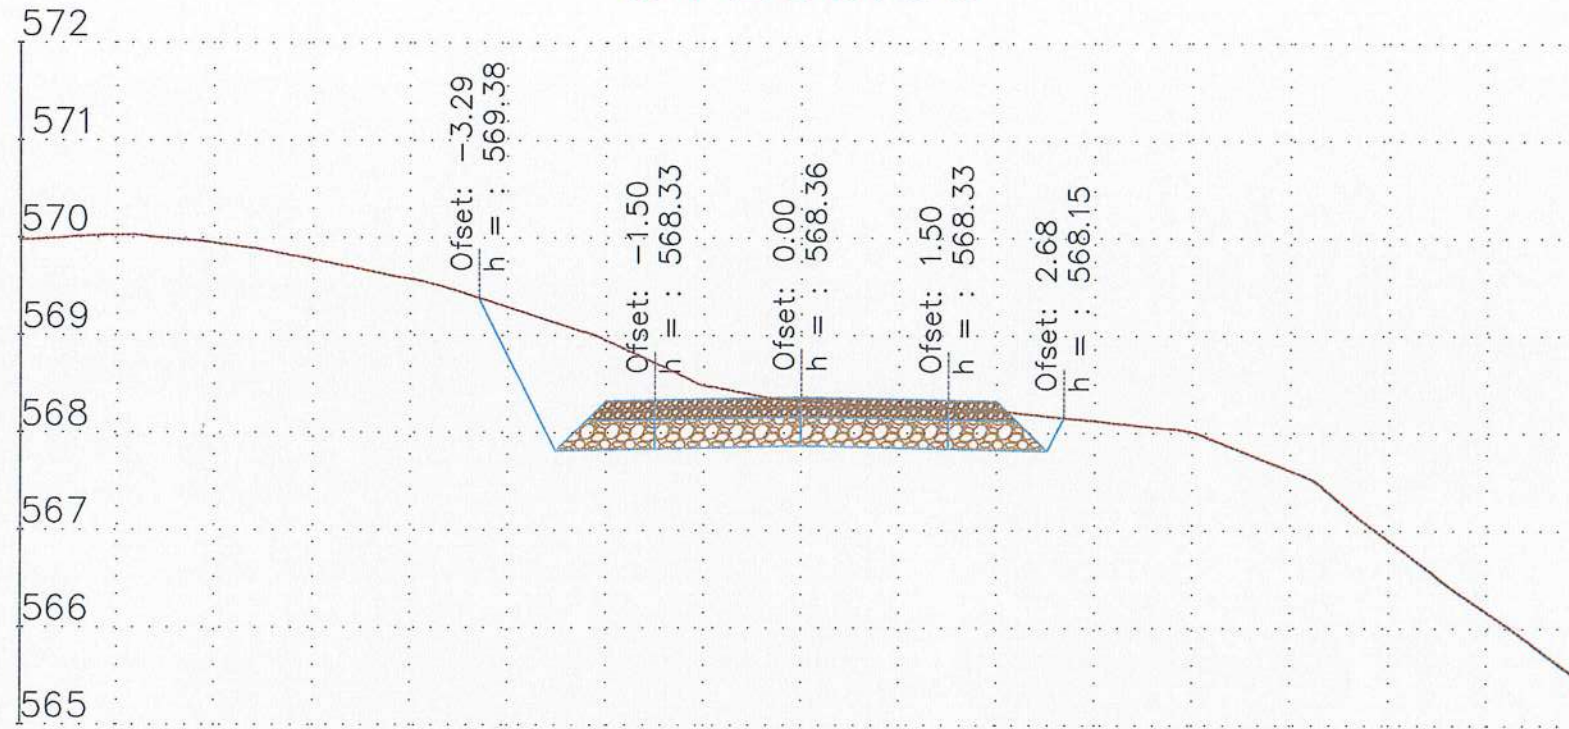 572
571
570
569
568
567
566
565
Ofset: -3.29
h = : 569.38
Ofset: -1.50
h = : 568.33
Ofset: 0.00
h = : 568.36
Ofset: 1.50
h = : 568.33
Ofset: 2.68
h = : 568.15